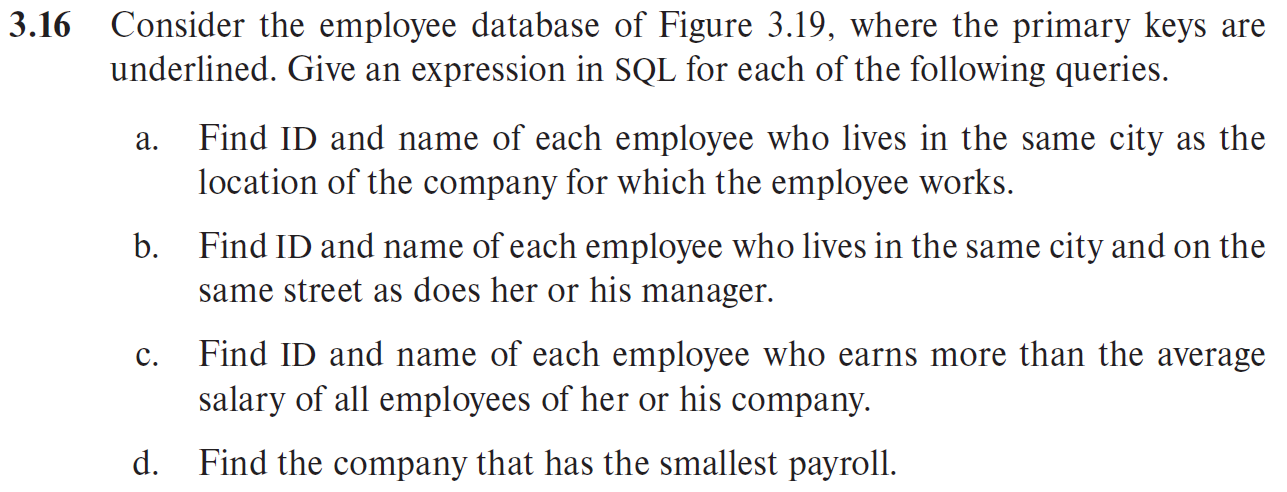 3.16 Consider the employee database of Figure 3.19, where the primary keys are
underlined. Give an expression in SQL for each of the following queries.
a. Find ID and name of each employee who lives in the same city as the
location of the company for which the employee works.
b. Find ID and name of each employee who lives in the same city and on the
same street as does her or his manager.
c. Find ID and name of each employee who earns more than the average
salary of all employees of her or his company.
d. Find the company that has the smallest payroll.